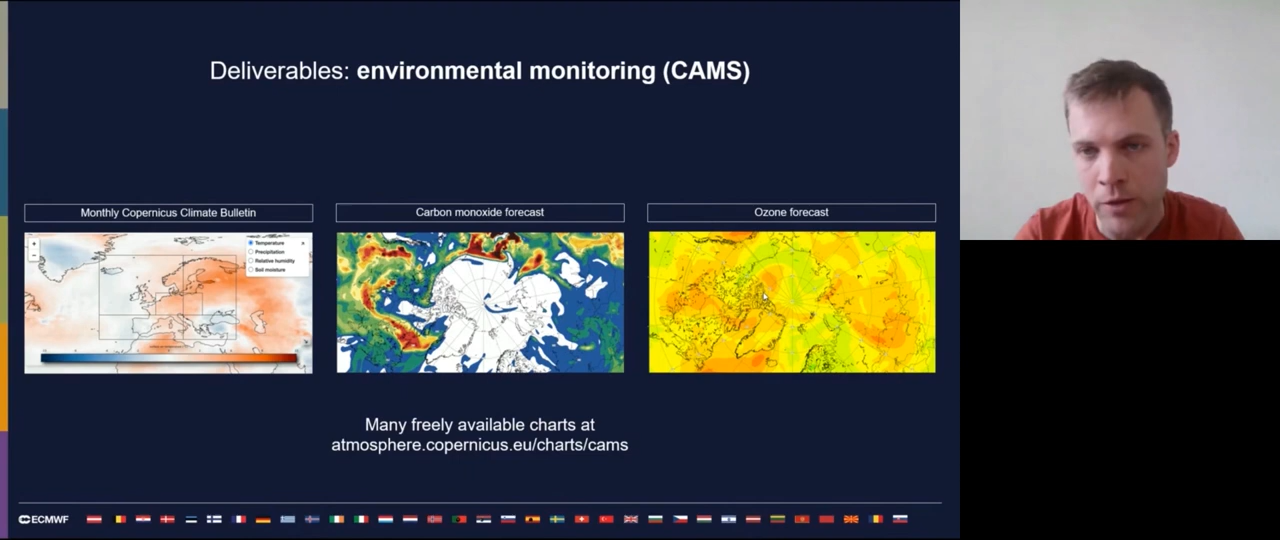 Deliverables: environmental monitoring (CAMS)
Monthly Copernicus Climate Bulletin
Carbon monoxide forecast
Ozone forecast
Temperature
Precipitation
Relative humidity
Soil moisture
Many freely available charts at
atmosphere.copernicus.eu/charts/cams
ECMWF